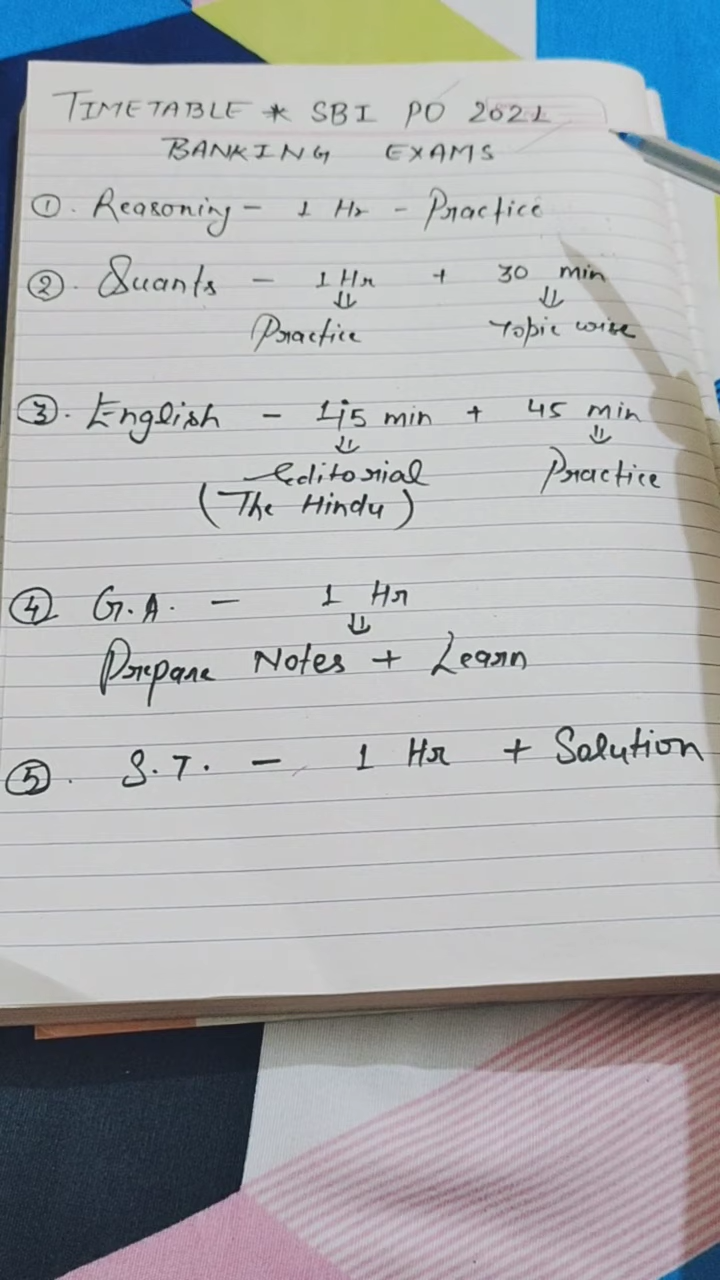 TIMETABLE * SBI PO 2021
BANKING EXAMS
①. Reasoning - 1 Hr - Practice
②. Quants - 1 Hr + 30 min
⇓ ⇓
Practice Topic wise
③. English - 15 min + 45 min
⇓ ⇓
Editorial Practice
(The Hindu)
④ G.A. - 1 Hr
⇓
Prepare Notes + Learn
⑤. S.T. - 1 Hr + Solution